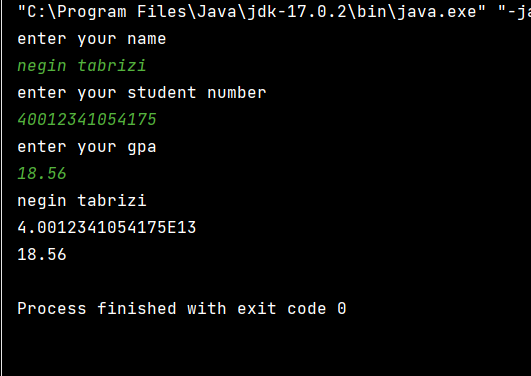 "C:\Program Files\Java\jdk-17.0.2\bin\java.exe" "-ja
enter your name
negin tabrizi
enter your student number
40012341054175
enter your gpa
18.56
negin tabrizi
4.0012341054175E13
18.56
Process finished with exit code 0